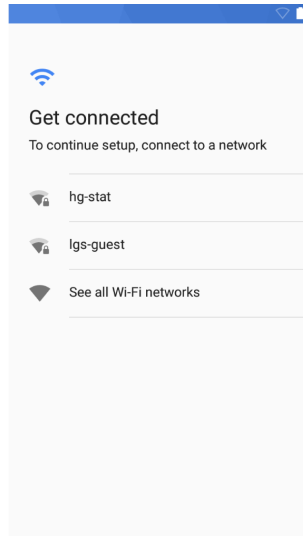 Get connected
To continue setup, connect to a network
hg-stat
lgs-guest
See all Wi-Fi networks